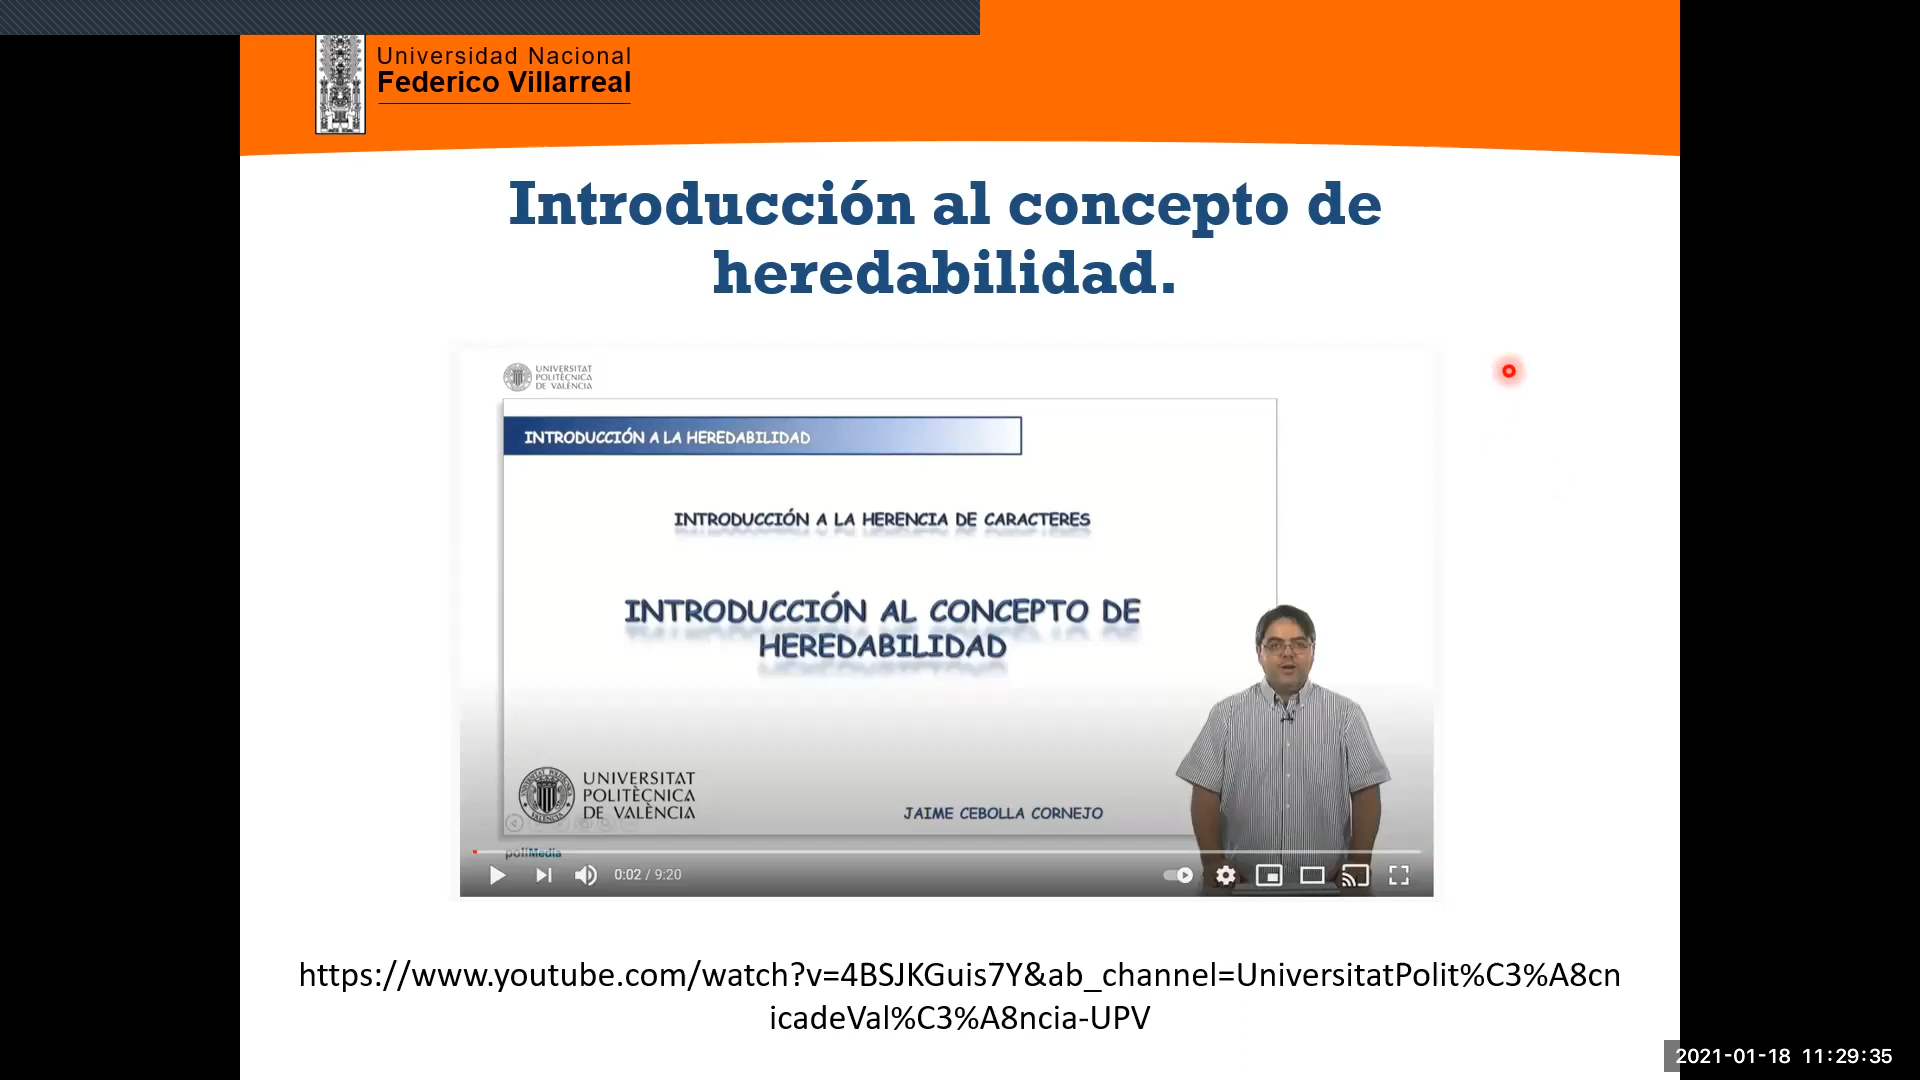 Universidad Nacional
Federico Villarreal
Introducción al concepto de
heredabilidad.
UNIVERSITAT
POLITÈCNICA
DE VALÈNCIA
INTRODUCCIÓN A LA HEREDABILIDAD
INTRODUCCIÓN A LA HERENCIA DE CARACTERES
INTRODUCCIÓN AL CONCEPTO DE
HEREDABILIDAD
UNIVERSITAT
POLITÈCNICA
DE VALÈNCIA
JAIME CEBOLLA CORNEJO
poliMedia
0:02 / 9:20
https://www.youtube.com/watch?v=4BSJKGuis7Y&ab_channel=UniversitatPolit%C3%A8cn
icadeVal%C3%A8ncia-UPV
2021-01-18 11:29:35